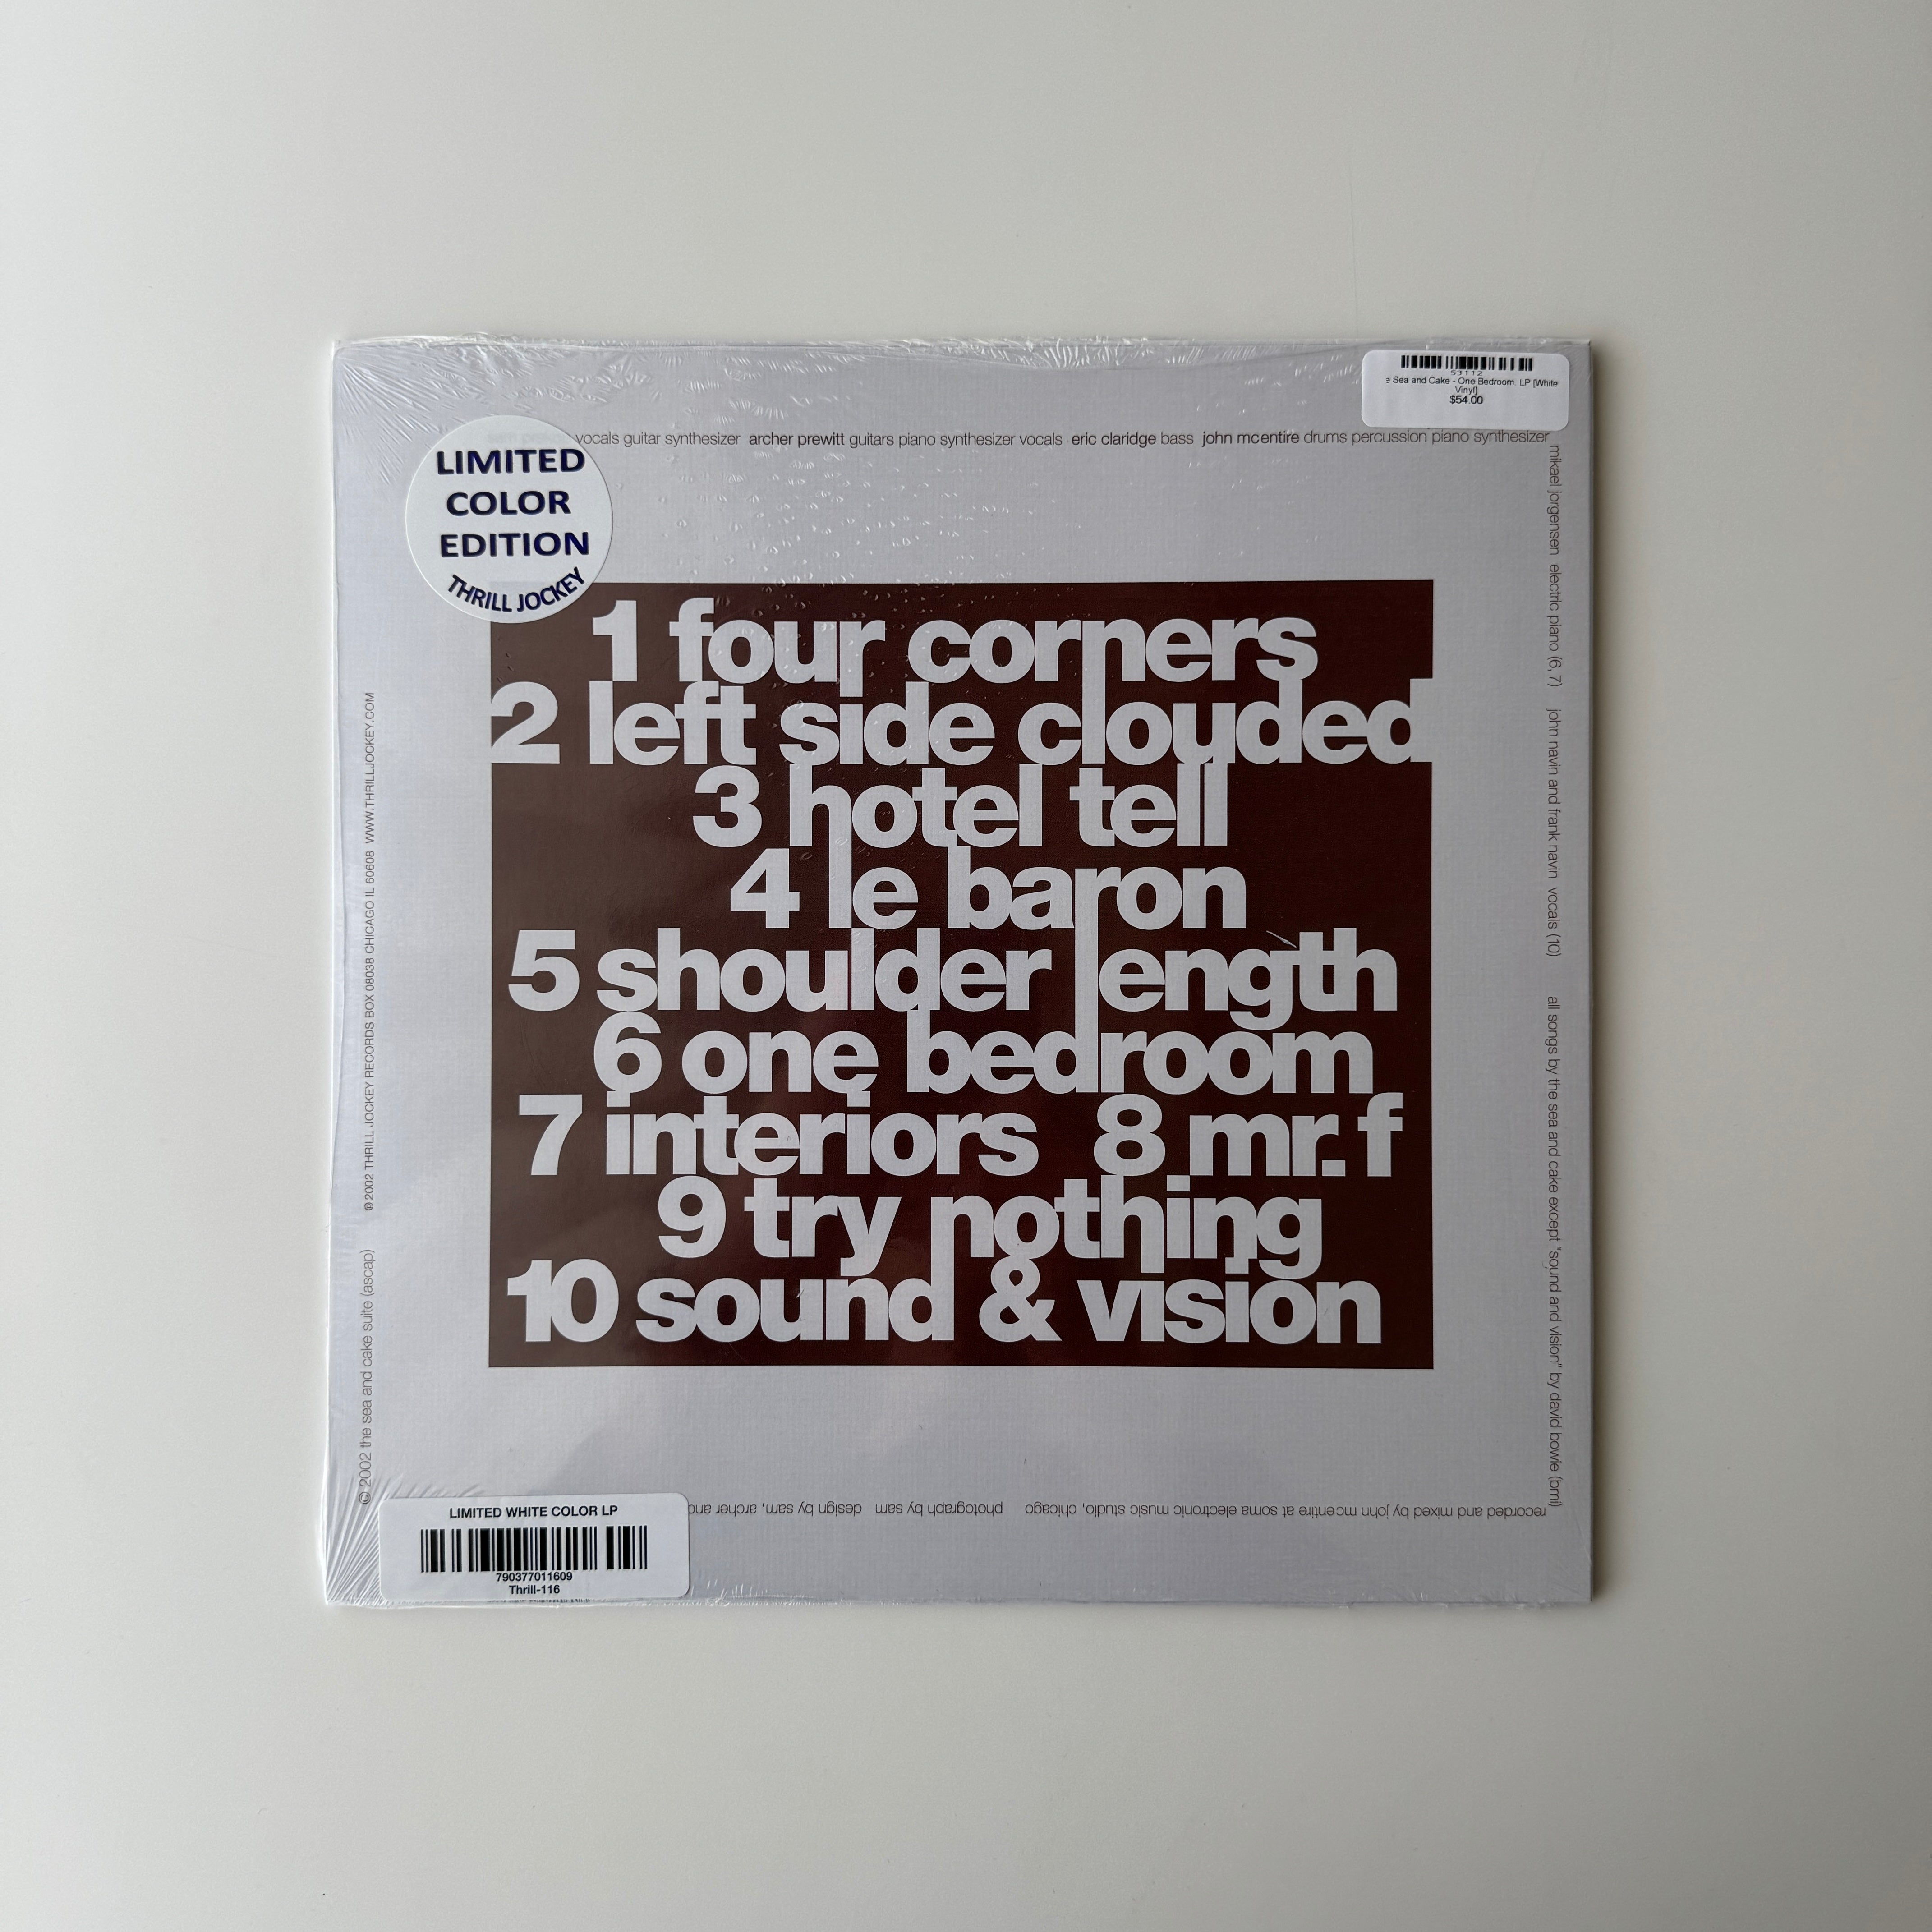 53112
e Sea and Cake - One Bedroom. LP [White
Vinyl]
$54.00
vocals guitar synthesizer archer prewitt guitars piano synthesizer vocals eric claridge bass john mcentire drums percussion piano synthesizer
LIMITED
COLOR
EDITION
THRILL JOCKEY
1 four corners
2 left side clouded
3 hotel tell
4 le baron
5 shoulder length
6 one bedroom
7 interiors 8 mr. f
9 try nothing
10 sound & vision
mikael jorgensen electric piano (6, 7) john navin and frank navin vocals (10) all songs by the sea and cake except "sound and vision" by david bowie (bmi)
recorded and mixed by john mcentire at soma electronic music studio, chicago photograph by sam design by sam, archer and
© 2002 the sea and cake suite (ascap) ℗ 2002 THRILL JOCKEY RECORDS BOX 08038 CHICAGO IL 60608 WWW.THRILLJOCKEY.COM
LIMITED WHITE COLOR LP
790377011609
Thrill-116